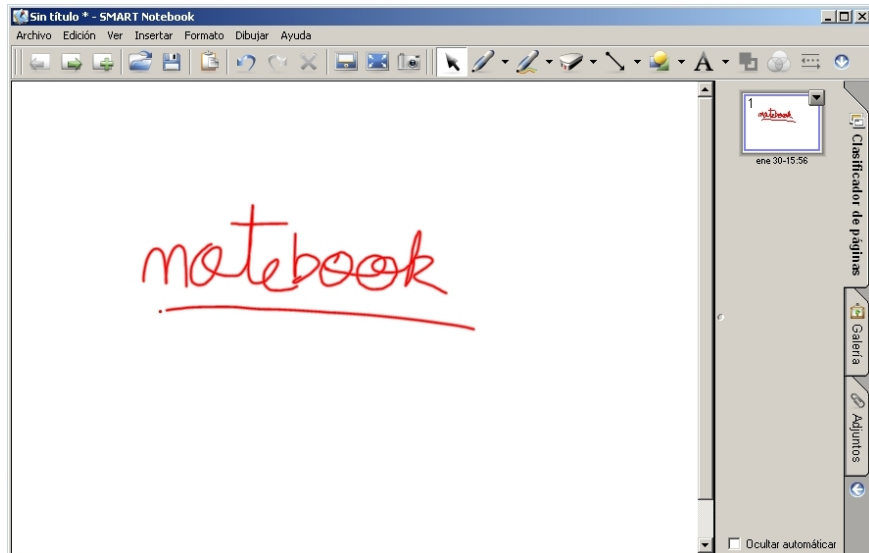 Sin título * - SMART Notebook
Archivo Edición Ver Insertar Formato Dibujar Ayuda
A
notebook
1
notebook
ene 30-15:56
Clasificador de páginas
Galería
Adjuntos
Ocultar automáticar